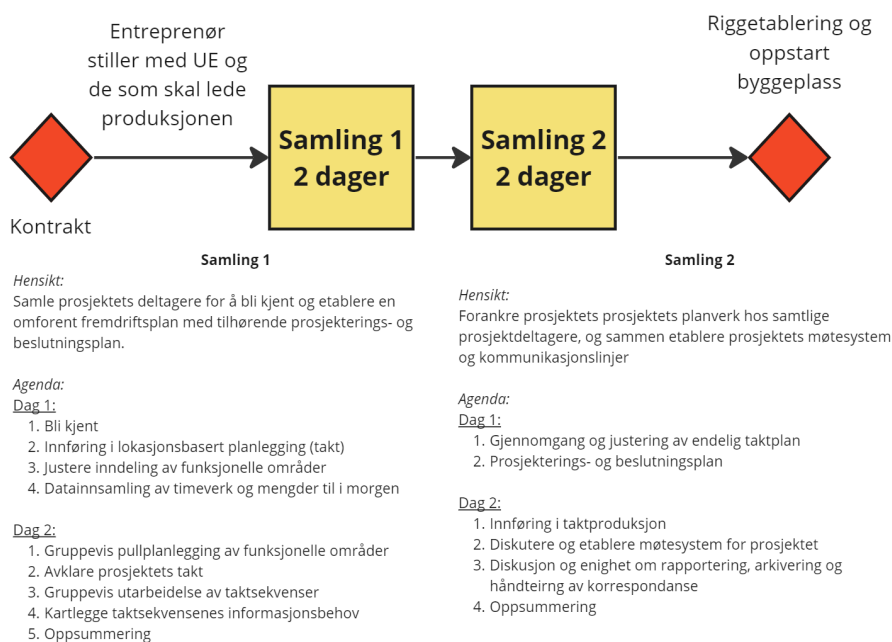 Entreprenør
stiller med UE og
de som skal lede
produksjonen
Riggetablering og
oppstart
byggeplass
Samling 1
2 dager
Samling 2
2 dager
Kontrakt
Samling 1
Hensikt:
Samle prosjektets deltagere for å bli kjent og etablere en
omforent fremdriftsplan med tilhørende prosjekterings- og
beslutningsplan.
Agenda:
Dag 1:
1. Bli kjent
2. Innføring i lokasjonsbasert planlegging (takt)
3. Justere inndeling av funksjonelle områder
4. Datainnsamling av timeverk og mengder til i morgen
Dag 2:
1. Gruppevis pullplanlegging av funksjonelle områder
2. Avklare prosjektets takt
3. Gruppevis utarbeidelse av taktsekvenser
4. Kartlegge taktsekvensenes informasjonsbehov
5. Oppsummering
Samling 2
Hensikt:
Forankre prosjektets prosjektets planverk hos samtlige
prosjektdeltagere, og sammen etablere prosjektets møtesystem
og kommunikasjonslinjer
Agenda:
Dag 1:
1. Gjennomgang og justering av endelig taktplan
2. Prosjekterings- og beslutningsplan
Dag 2:
1. Innføring i taktproduksjon
2. Diskutere og etablere møtesystem for prosjektet
3. Diskusjon og enighet om rapportering, arkivering og
håndteirng av korrespondanse
4. Oppsummering